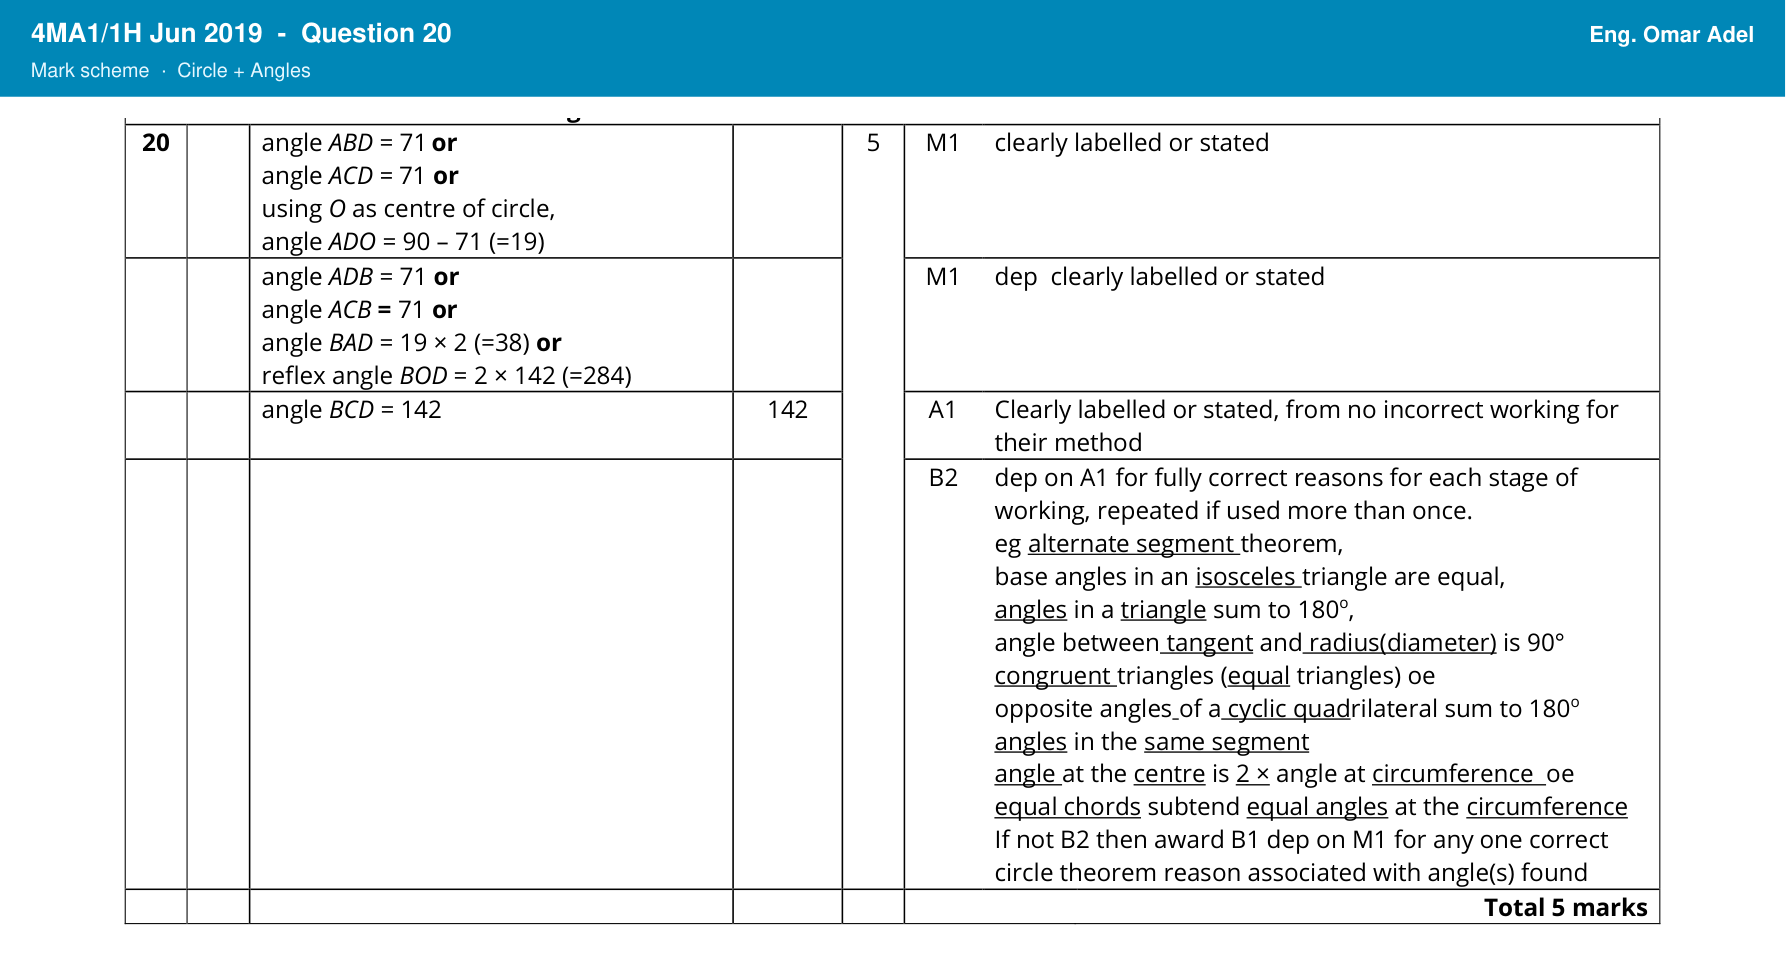 4MA1/1H Jun 2019 - Question 20
Eng. Omar Adel
Mark scheme · Circle + Angles
20 angle ABD = 71 or 5 M1 clearly labelled or stated
angle ACD = 71 or
using O as centre of circle,
angle ADO = 90 – 71 (=19)
angle ADB = 71 or M1 dep clearly labelled or stated
angle ACB = 71 or
angle BAD = 19 × 2 (=38) or
reflex angle BOD = 2 × 142 (=284)
angle BCD = 142 142 A1 Clearly labelled or stated, from no incorrect working for
their method
B2 dep on A1 for fully correct reasons for each stage of
working, repeated if used more than once.
eg alternate segment theorem,
base angles in an isosceles triangle are equal,
angles in a triangle sum to 180º,
angle between tangent and radius(diameter) is 90°
congruent triangles (equal triangles) oe
opposite angles of a cyclic quadrilateral sum to 180º
angles in the same segment
angle at the centre is 2 × angle at circumference oe
equal chords subtend equal angles at the circumference
If not B2 then award B1 dep on M1 for any one correct
circle theorem reason associated with angle(s) found
Total 5 marks